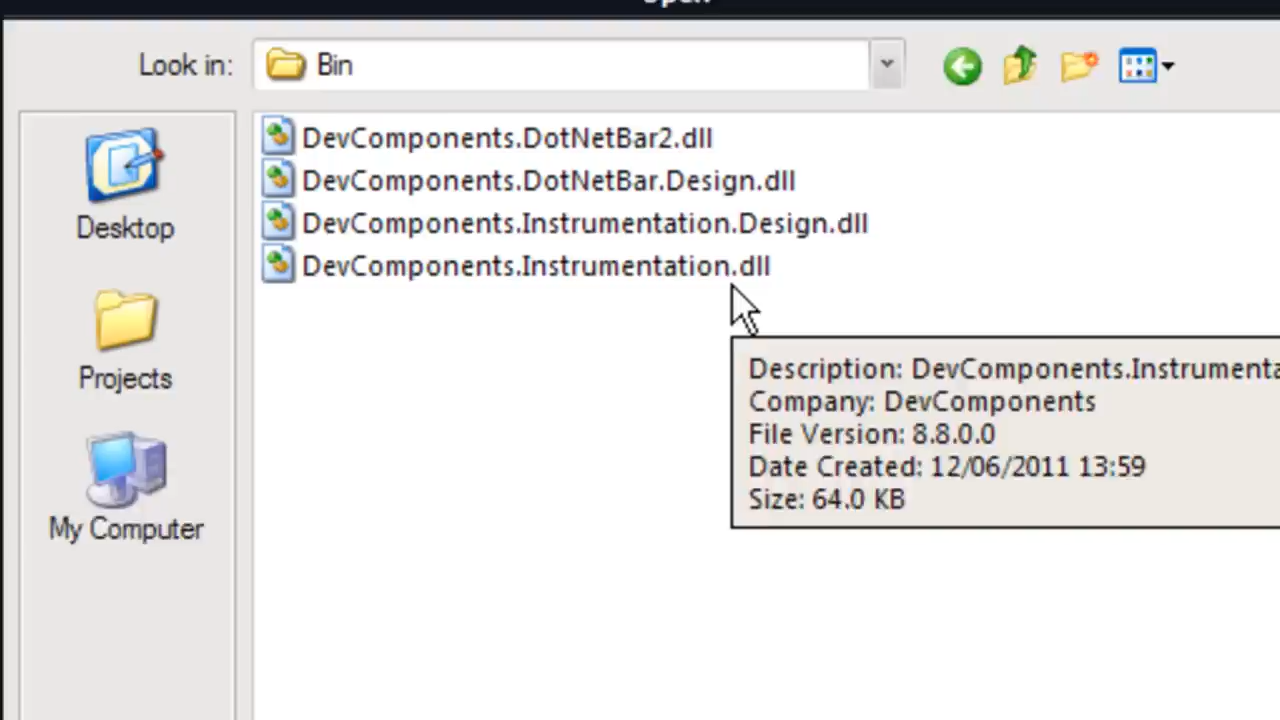 Open
Look in:
Bin
DevComponents.DotNetBar2.dll
DevComponents.DotNetBar.Design.dll
DevComponents.Instrumentation.Design.dll
DevComponents.Instrumentation.dll
Desktop
Projects
My Computer
Description: DevComponents.Instrumenta
Company: DevComponents
File Version: 8.8.0.0
Date Created: 12/06/2011 13:59
Size: 64.0 KB